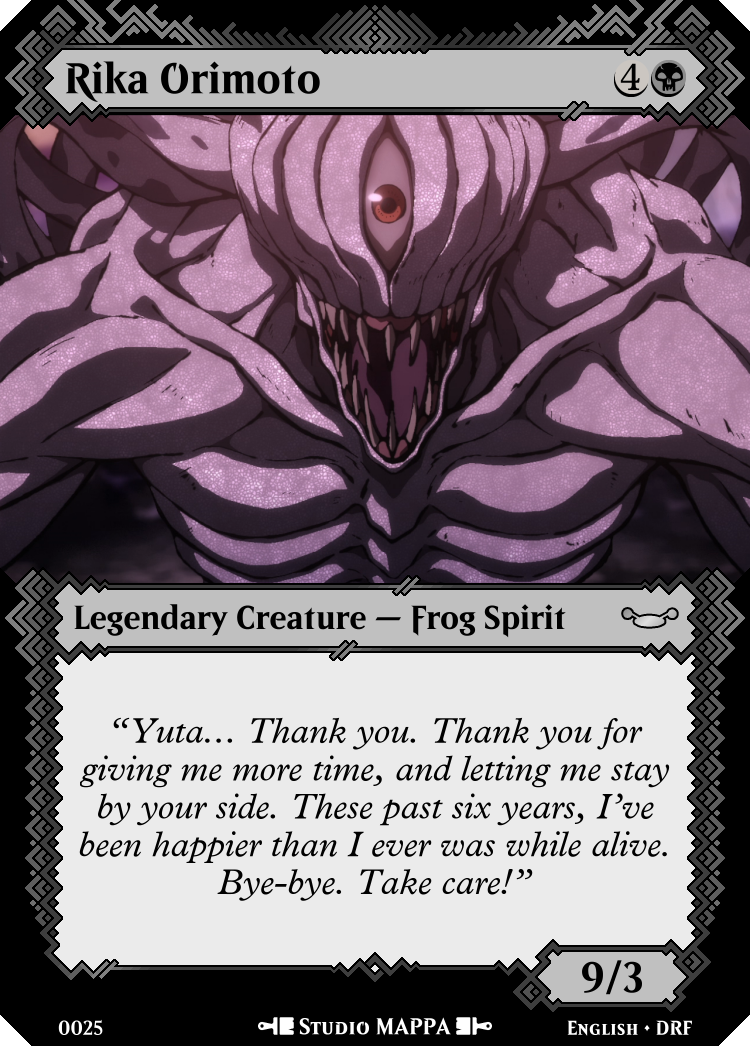 Rika Orimoto
4
Legendary Creature — Frog Spirit
“Yuta... Thank you. Thank you for
giving me more time, and letting me stay
by your side. These past six years, I’ve
been happier than I ever was while alive.
Bye-bye. Take care!”
9/3
0025
Studio MAPPA
English • DRF